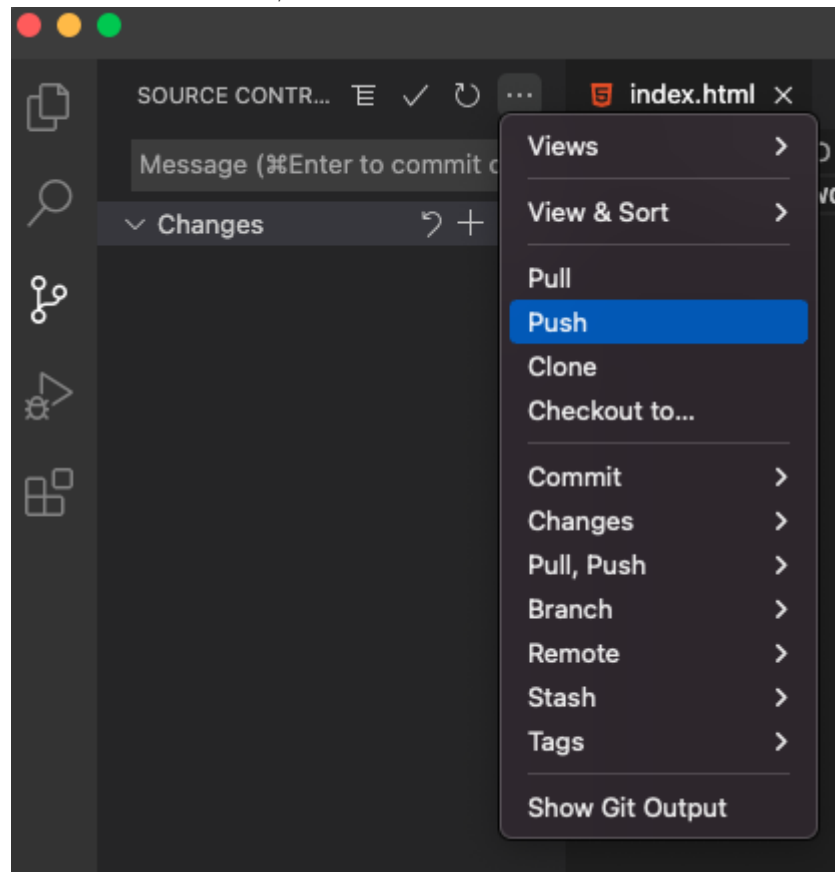 SOURCE CONTR... ... index.html
Message (⌘Enter to commit
Changes
Views
View & Sort
Pull
Push
Clone
Checkout to...
Commit
Changes
Pull, Push
Branch
Remote
Stash
Tags
Show Git Output